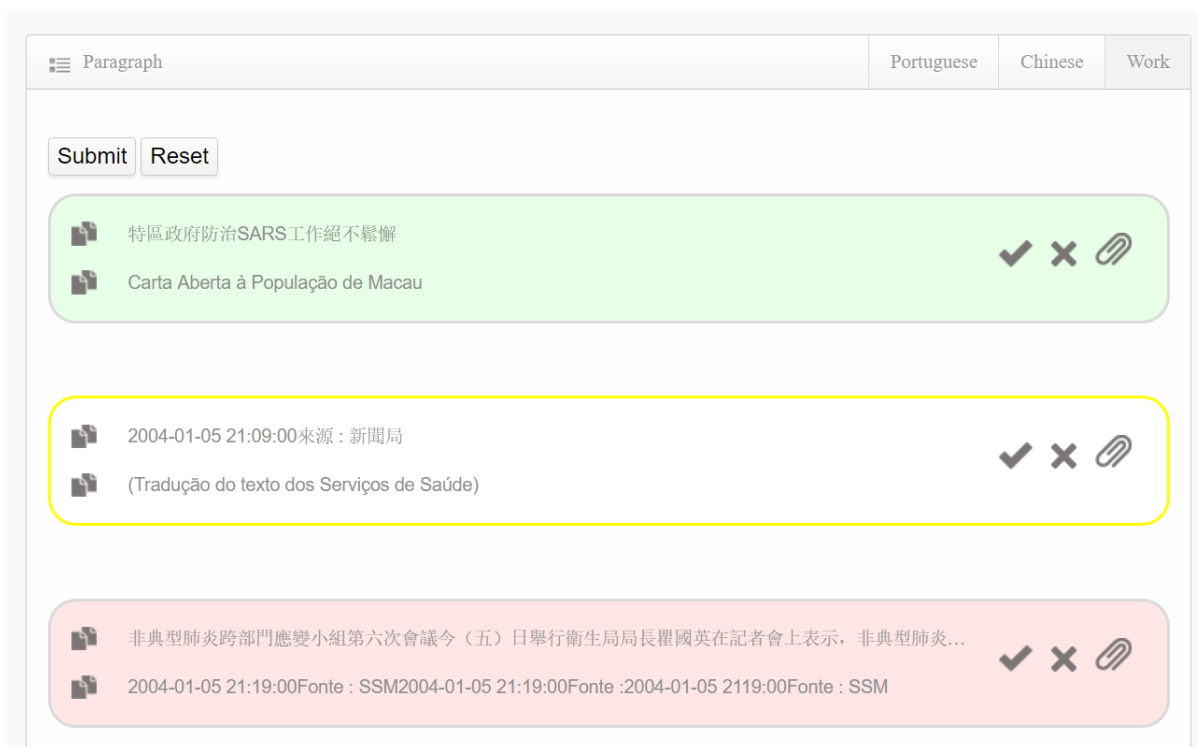 Paragraph Portuguese Chinese Work
Submit Reset
特區政府防治SARS工作絕不鬆懈
Carta Aberta à População de Macau
2004-01-05 21:09:00來源 : 新聞局
(Tradução do texto dos Serviços de Saúde)
非典型肺炎跨部門應變小組第六次會議今（五）日舉行衛生局局長瞿國英在記者會上表示，非典型肺炎…
2004-01-05 21:19:00Fonte : SSM2004-01-05 21:19:00Fonte :2004-01-05 2119:00Fonte : SSM